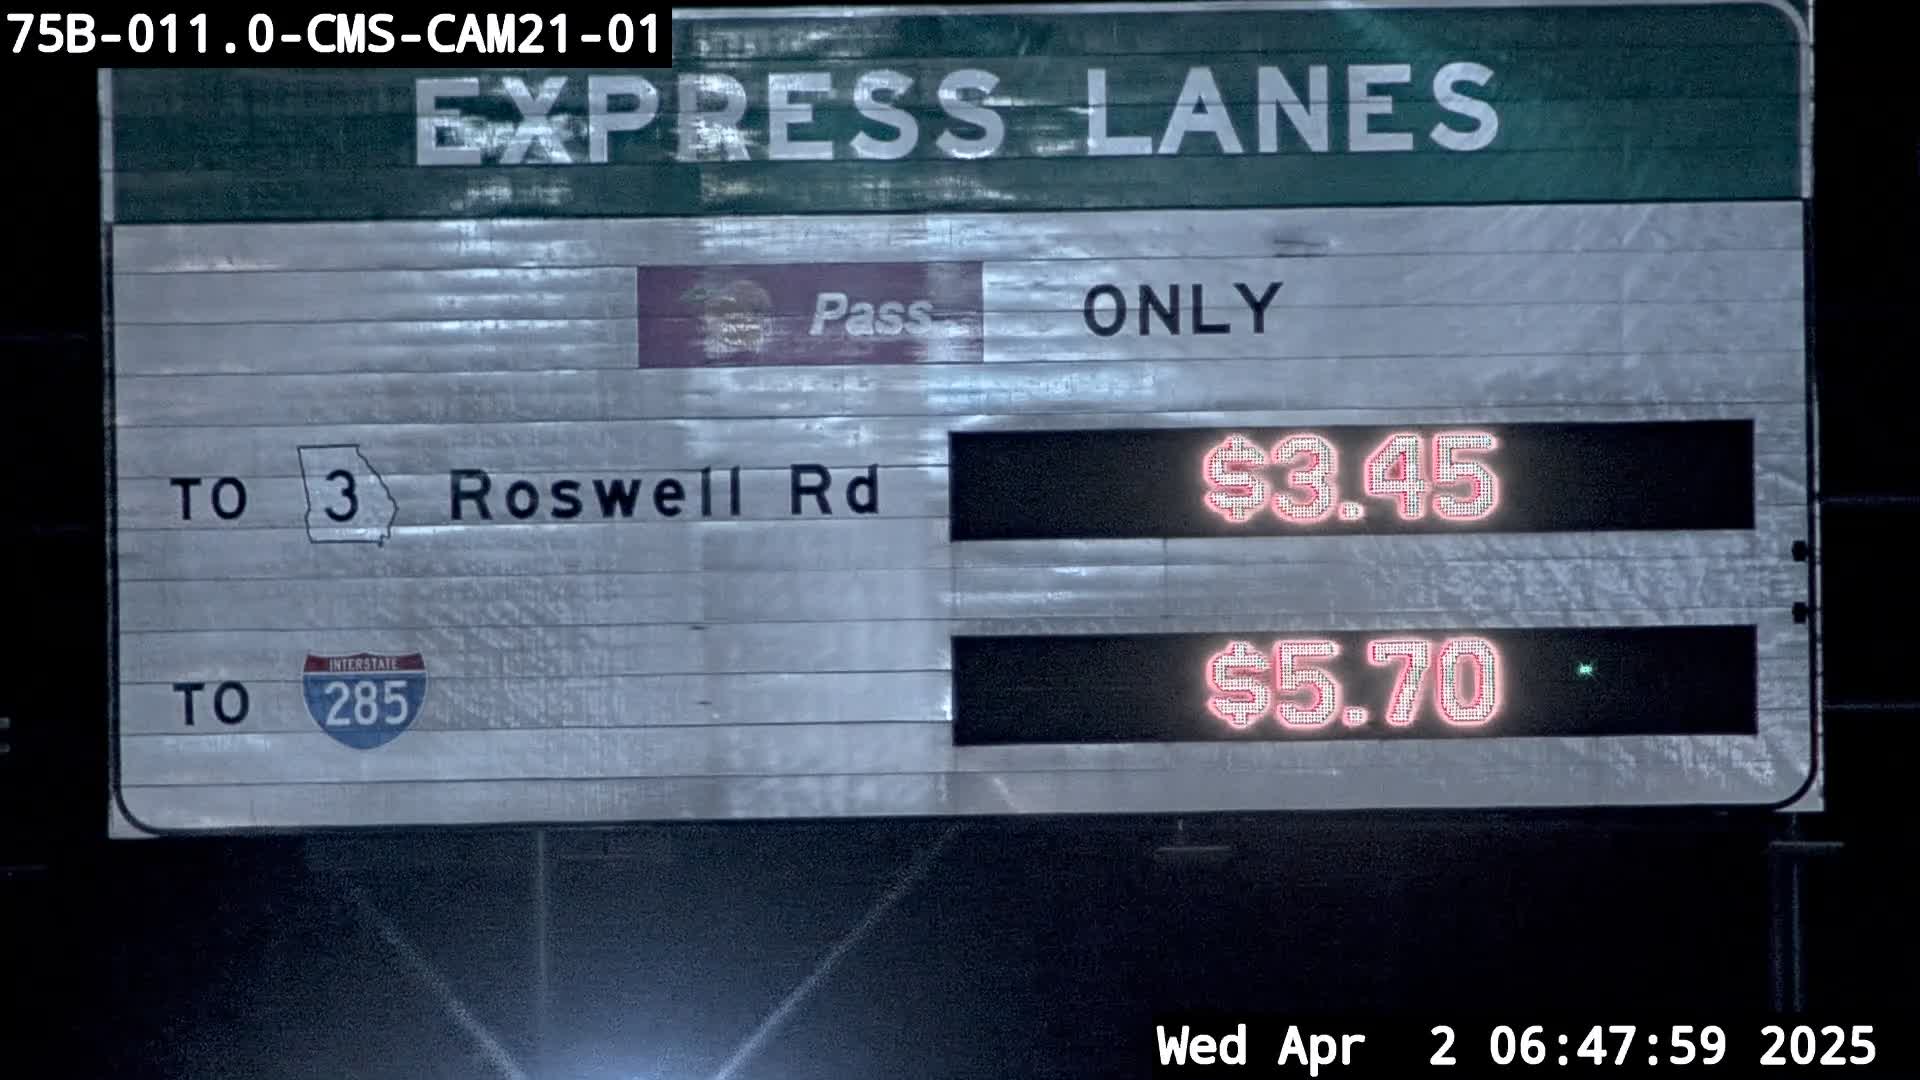 75B-011.0-CMS-CAM21-01
EXPRESS LANES
Pass ONLY
TO 3 Roswell Rd $3.45
INTERSTATE
TO 285 $5.70
Wed Apr 2 06:47:59 2025